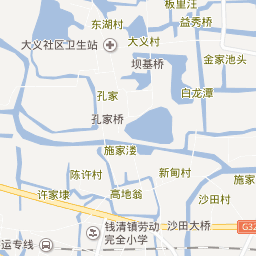 板里汪
东湖村
益秀桥
大义社区卫生站
大义村
坝基桥
金家池头
孔家
白龙潭
孔家桥
施家溇
陈许村
新甸村
施家
许家埭
高地翁
沙田村
钱清镇劳动
完全小学
沙田大桥
G32
运专线